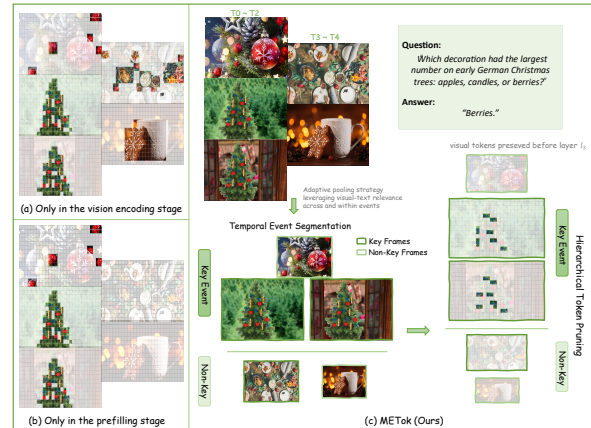 (a) Only in the vision encoding stage
(b) Only in the prefilling stage
T0 ~ T2
T3 ~ T4
Question:
Which decoration had the largest
number on early German Christmas
trees: apples, candles, or berries?'
Answer:
"Berries."
Adaptive pooling strategy
leveraging visual-text relevance
across and within events
Temporal Event Segmentation
Key Frames
Non-Key Frames
Key Event
Non-Key
visual tokens preseved before layer l₃
Key Event
Non-Key
Hierarchical Token Pruning
(c) METok (Ours)